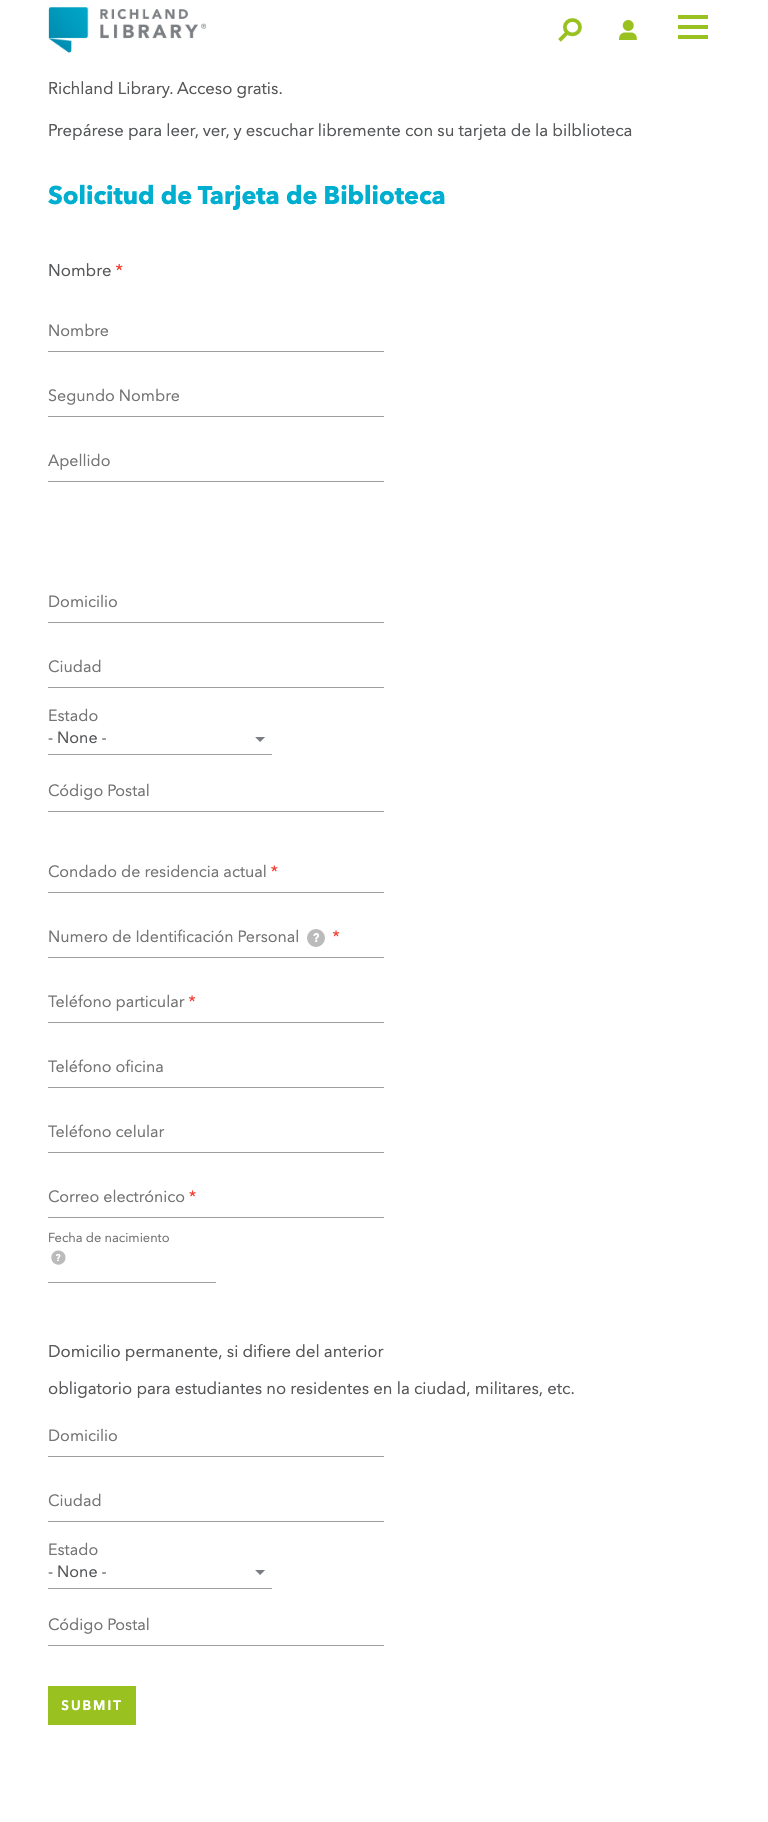 RICHLAND
LIBRARY®
Richland Library. Acceso gratis.
Prepárese para leer, ver, y escuchar libremente con su tarjeta de la bilblioteca
Solicitud de Tarjeta de Biblioteca
Nombre *
Nombre
Segundo Nombre
Apellido
Domicilio
Ciudad
Estado
- None -
Código Postal
Condado de residencia actual *
Numero de Identificación Personal ? *
Teléfono particular *
Teléfono oficina
Teléfono celular
Correo electrónico *
Fecha de nacimiento
?
Domicilio permanente, si difiere del anterior
obligatorio para estudiantes no residentes en la ciudad, militares, etc.
Domicilio
Ciudad
Estado
- None -
Código Postal
SUBMIT